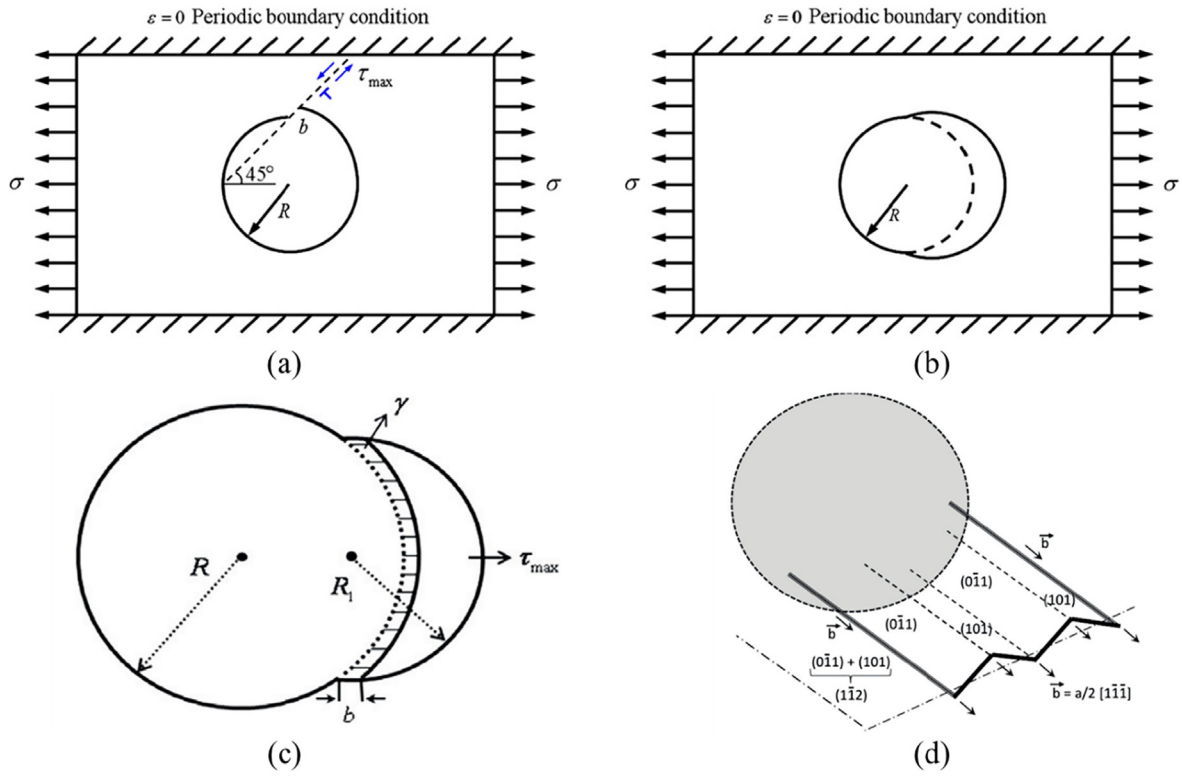 ε = 0 Periodic boundary condition
τmax
b
45°
R
σ
σ
(a)
ε = 0 Periodic boundary condition
R
σ
σ
(b)
γ
R
R₁
τmax
b
(c)
b⃗
(01̄1)
(101)
(01̄1)
(101)
b⃗
(01̄1) + (101)
(11̄2)
b⃗ = a/2 [11̄1̄]
(d)